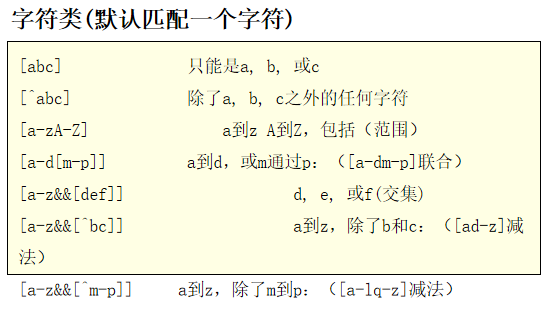 字符类(默认匹配一个字符)
[abc] 只能是a, b, 或c
[^abc] 除了a, b, c之外的任何字符
[a-zA-Z] a到z A到Z，包括（范围）
[a-d[m-p]] a到d，或m通过p：（[a-dm-p]联合）
[a-z&&[def]] d, e, 或f(交集)
[a-z&&[^bc]] a到z，除了b和c：（[ad-z]减
法）
[a-z&&[^m-p]] a到z，除了m到p：（[a-lq-z]减法）